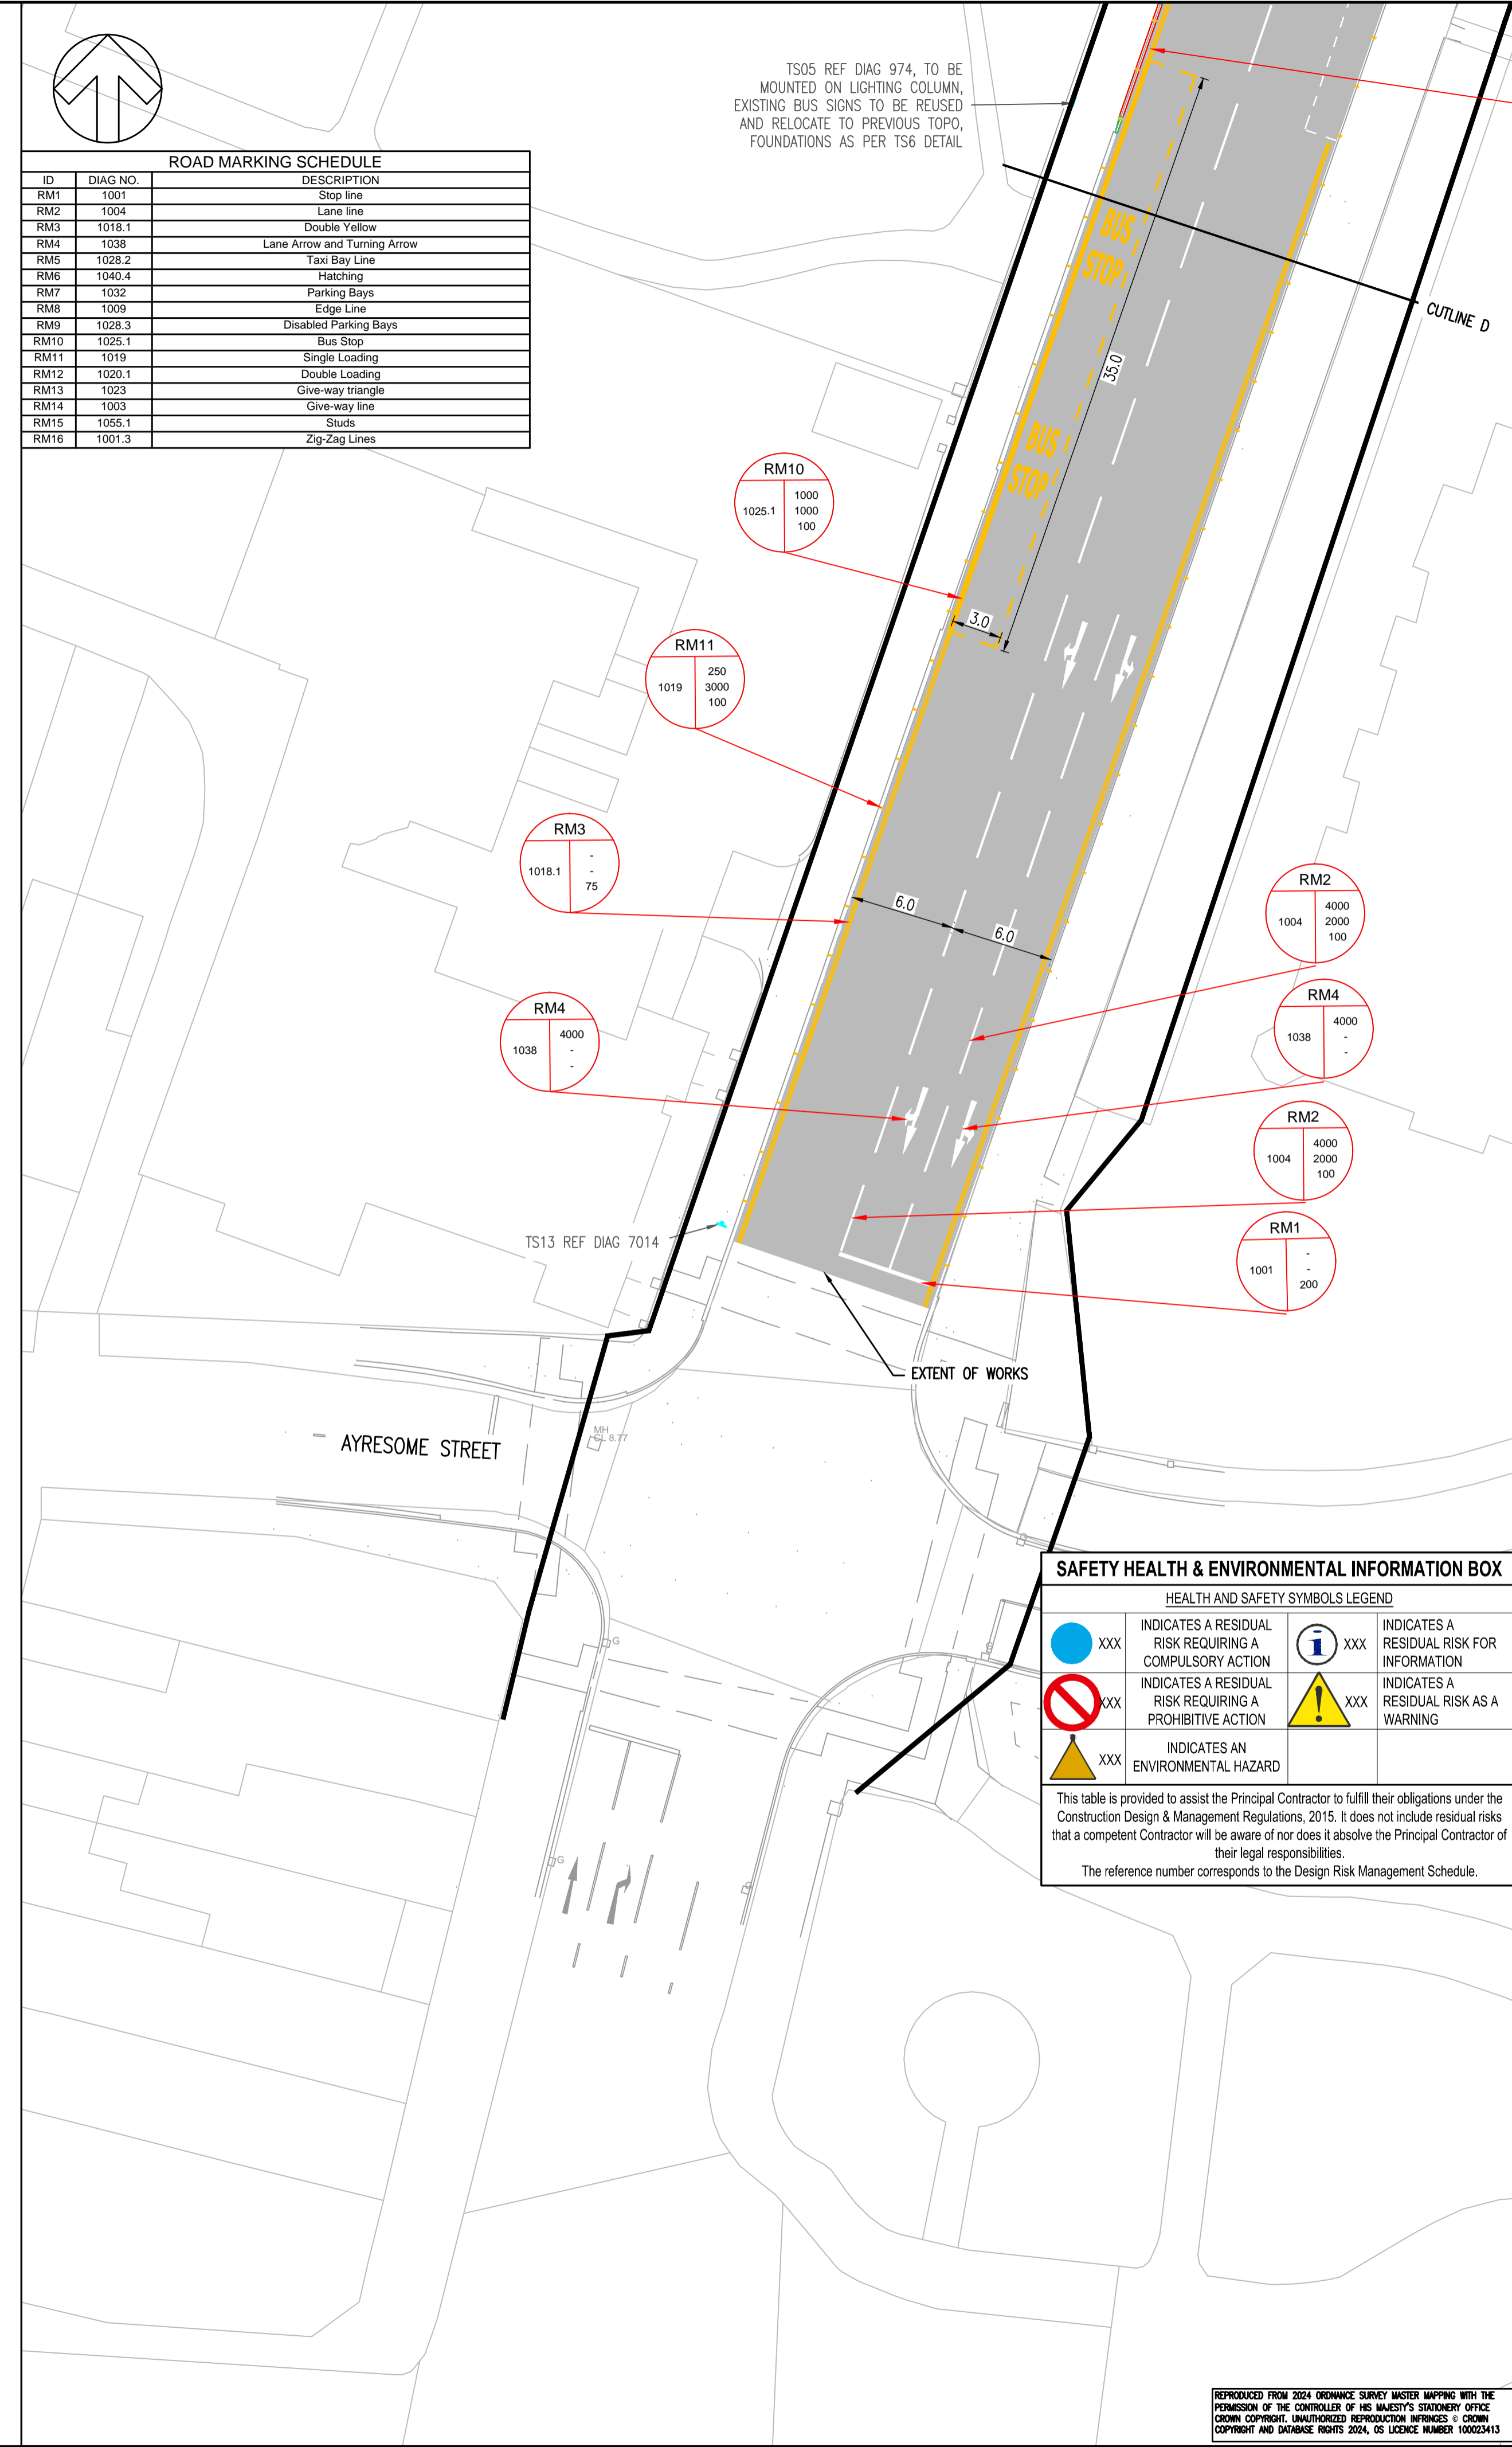 TS05 REF DIAG 974, TO BE
MOUNTED ON LIGHTING COLUMN,
EXISTING BUS SIGNS TO BE REUSED
AND RELOCATE TO PREVIOUS TOPO,
FOUNDATIONS AS PER TS6 DETAIL
ROAD MARKING SCHEDULE
ID DIAG NO. DESCRIPTION
RM1 1001 Stop line
RM2 1004 Lane line
RM3 1018.1 Double Yellow
RM4 1038 Lane Arrow and Turning Arrow
RM5 1028.2 Taxi Bay Line
RM6 1040.4 Hatching
RM7 1032 Parking Bays
RM8 1009 Edge Line
RM9 1028.3 Disabled Parking Bays
RM10 1025.1 Bus Stop
RM11 1019 Single Loading
RM12 1020.1 Double Loading
RM13 1023 Give-way triangle
RM14 1003 Give-way line
RM15 1055.1 Studs
RM16 1001.3 Zig-Zag Lines
BUS
STOP
CUTLINE D
35.0
BUS
STOP
RM10
1025.1
1000
1000
100
3.0
RM11
1019
250
3000
100
RM3
1018.1
-
-
75
6.0
6.0
RM2
1004
4000
2000
100
RM4
1038
4000
-
-
RM4
1038
4000
-
-
RM2
1004
4000
2000
100
RM1
1001
-
-
200
TS13 REF DIAG 7014
EXTENT OF WORKS
AYRESOME STREET
MH
CL 8.77
G
G
G
G
SAFETY HEALTH & ENVIRONMENTAL INFORMATION BOX
HEALTH AND SAFETY SYMBOLS LEGEND
XXX
INDICATES A RESIDUAL
RISK REQUIRING A
COMPULSORY ACTION
i XXX
INDICATES A
RESIDUAL RISK FOR
INFORMATION
XXX
INDICATES A RESIDUAL
RISK REQUIRING A
PROHIBITIVE ACTION
! XXX
INDICATES A
RESIDUAL RISK AS A
WARNING
XXX
INDICATES AN
ENVIRONMENTAL HAZARD
This table is provided to assist the Principal Contractor to fulfill their obligations under the
Construction Design & Management Regulations, 2015. It does not include residual risks
that a competent Contractor will be aware of nor does it absolve the Principal Contractor of
their legal responsibilities.
The reference number corresponds to the Design Risk Management Schedule.
REPRODUCED FROM 2024 ORDNANCE SURVEY MASTER MAPPING WITH THE
PERMISSION OF THE CONTROLLER OF HIS MAJESTY'S STATIONERY OFFICE
CROWN COPYRIGHT. UNAUTHORIZED REPRODUCTION INFRINGES © CROWN
COPYRIGHT AND DATABASE RIGHTS 2024, OS LICENCE NUMBER 100023413